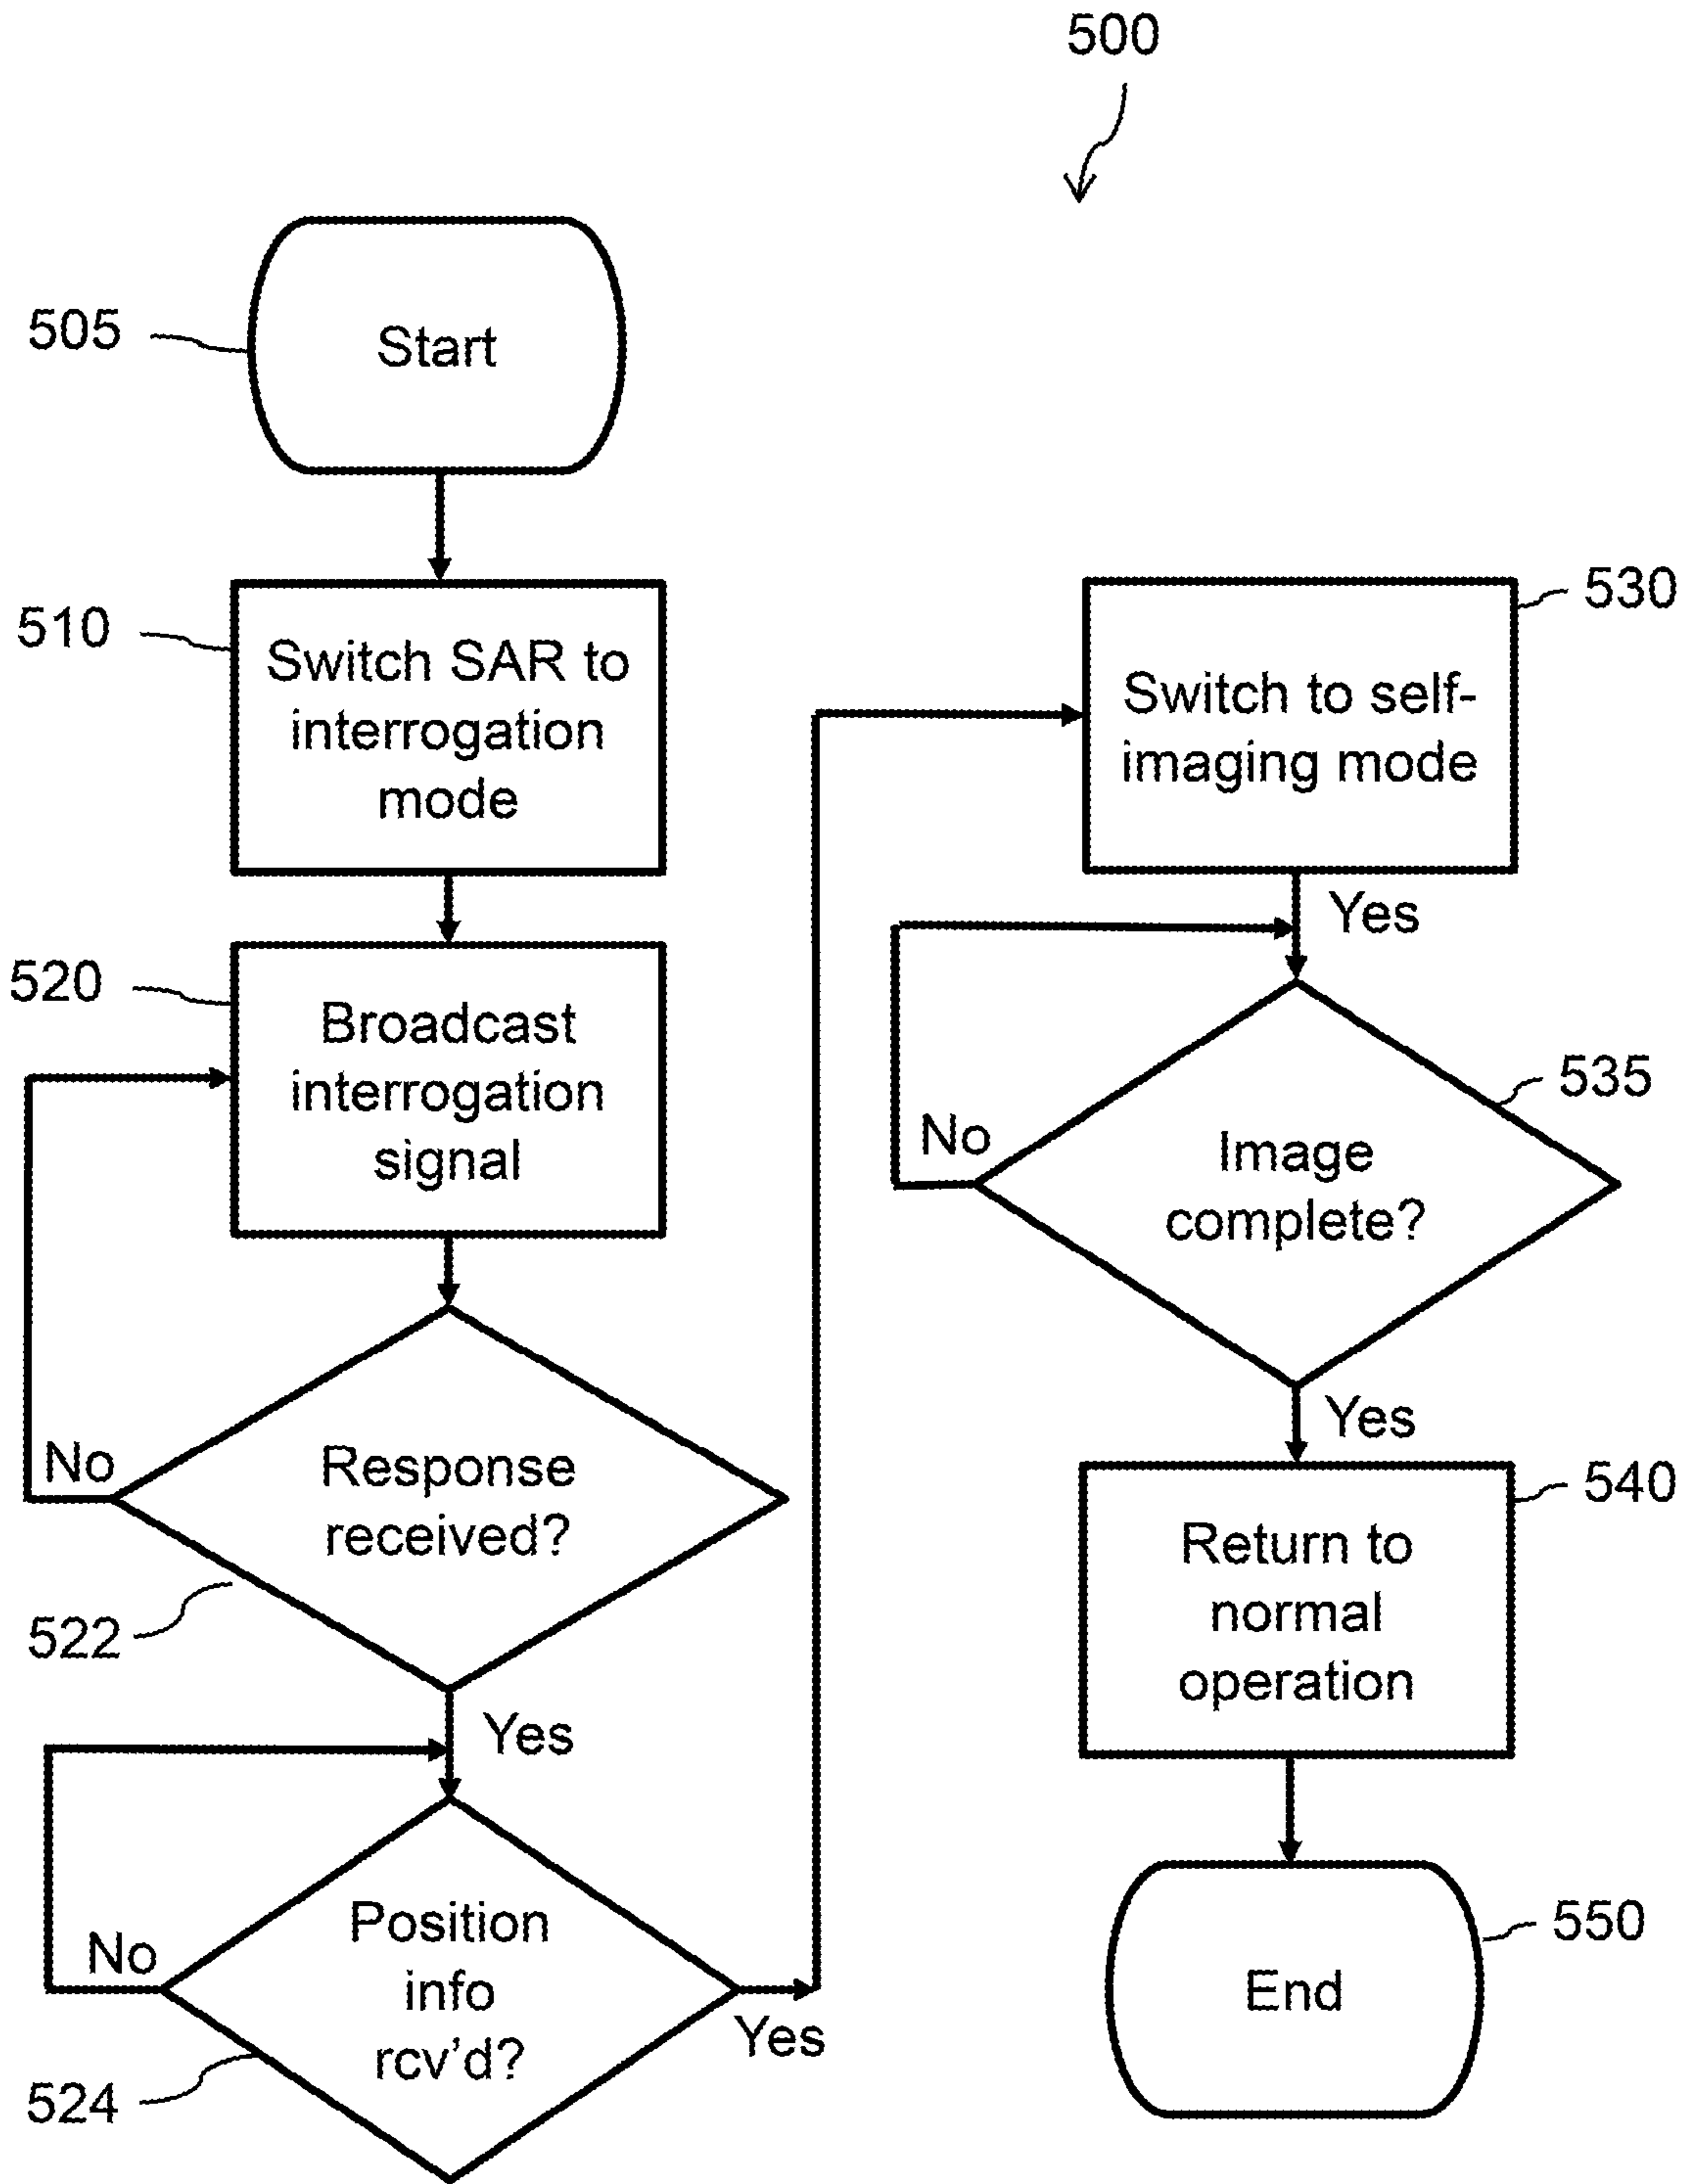 500
505
Start
510
Switch SAR to
interrogation
mode
520
Broadcast
interrogation
signal
No
Response
received?
522
Yes
No
Position
info
rcv'd?
Yes
524
530
Switch to self-
imaging mode
Yes
535
No
Image
complete?
Yes
540
Return to
normal
operation
550
End